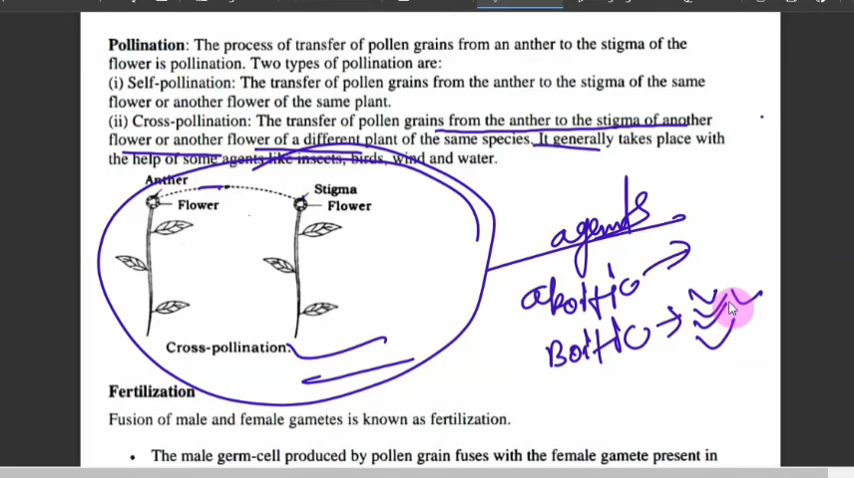 Pollination: The process of transfer of pollen grains from an anther to the stigma of the
flower is pollination. Two types of pollination are:
(i) Self-pollination: The transfer of pollen grains from the anther to the stigma of the same
flower or another flower of the same plant.
(ii) Cross-pollination: The transfer of pollen grains from the anther to the stigma of another
flower or another flower of a different plant of the same species. It generally takes place with
the help of some agents like insects, birds, wind and water.
Anther
Stigma
Flower
Flower
agents
aboitio
Boitio
Cross-pollination:
Fertilization
Fusion of male and female gametes is known as fertilization.
• The male germ-cell produced by pollen grain fuses with the female gamete present in